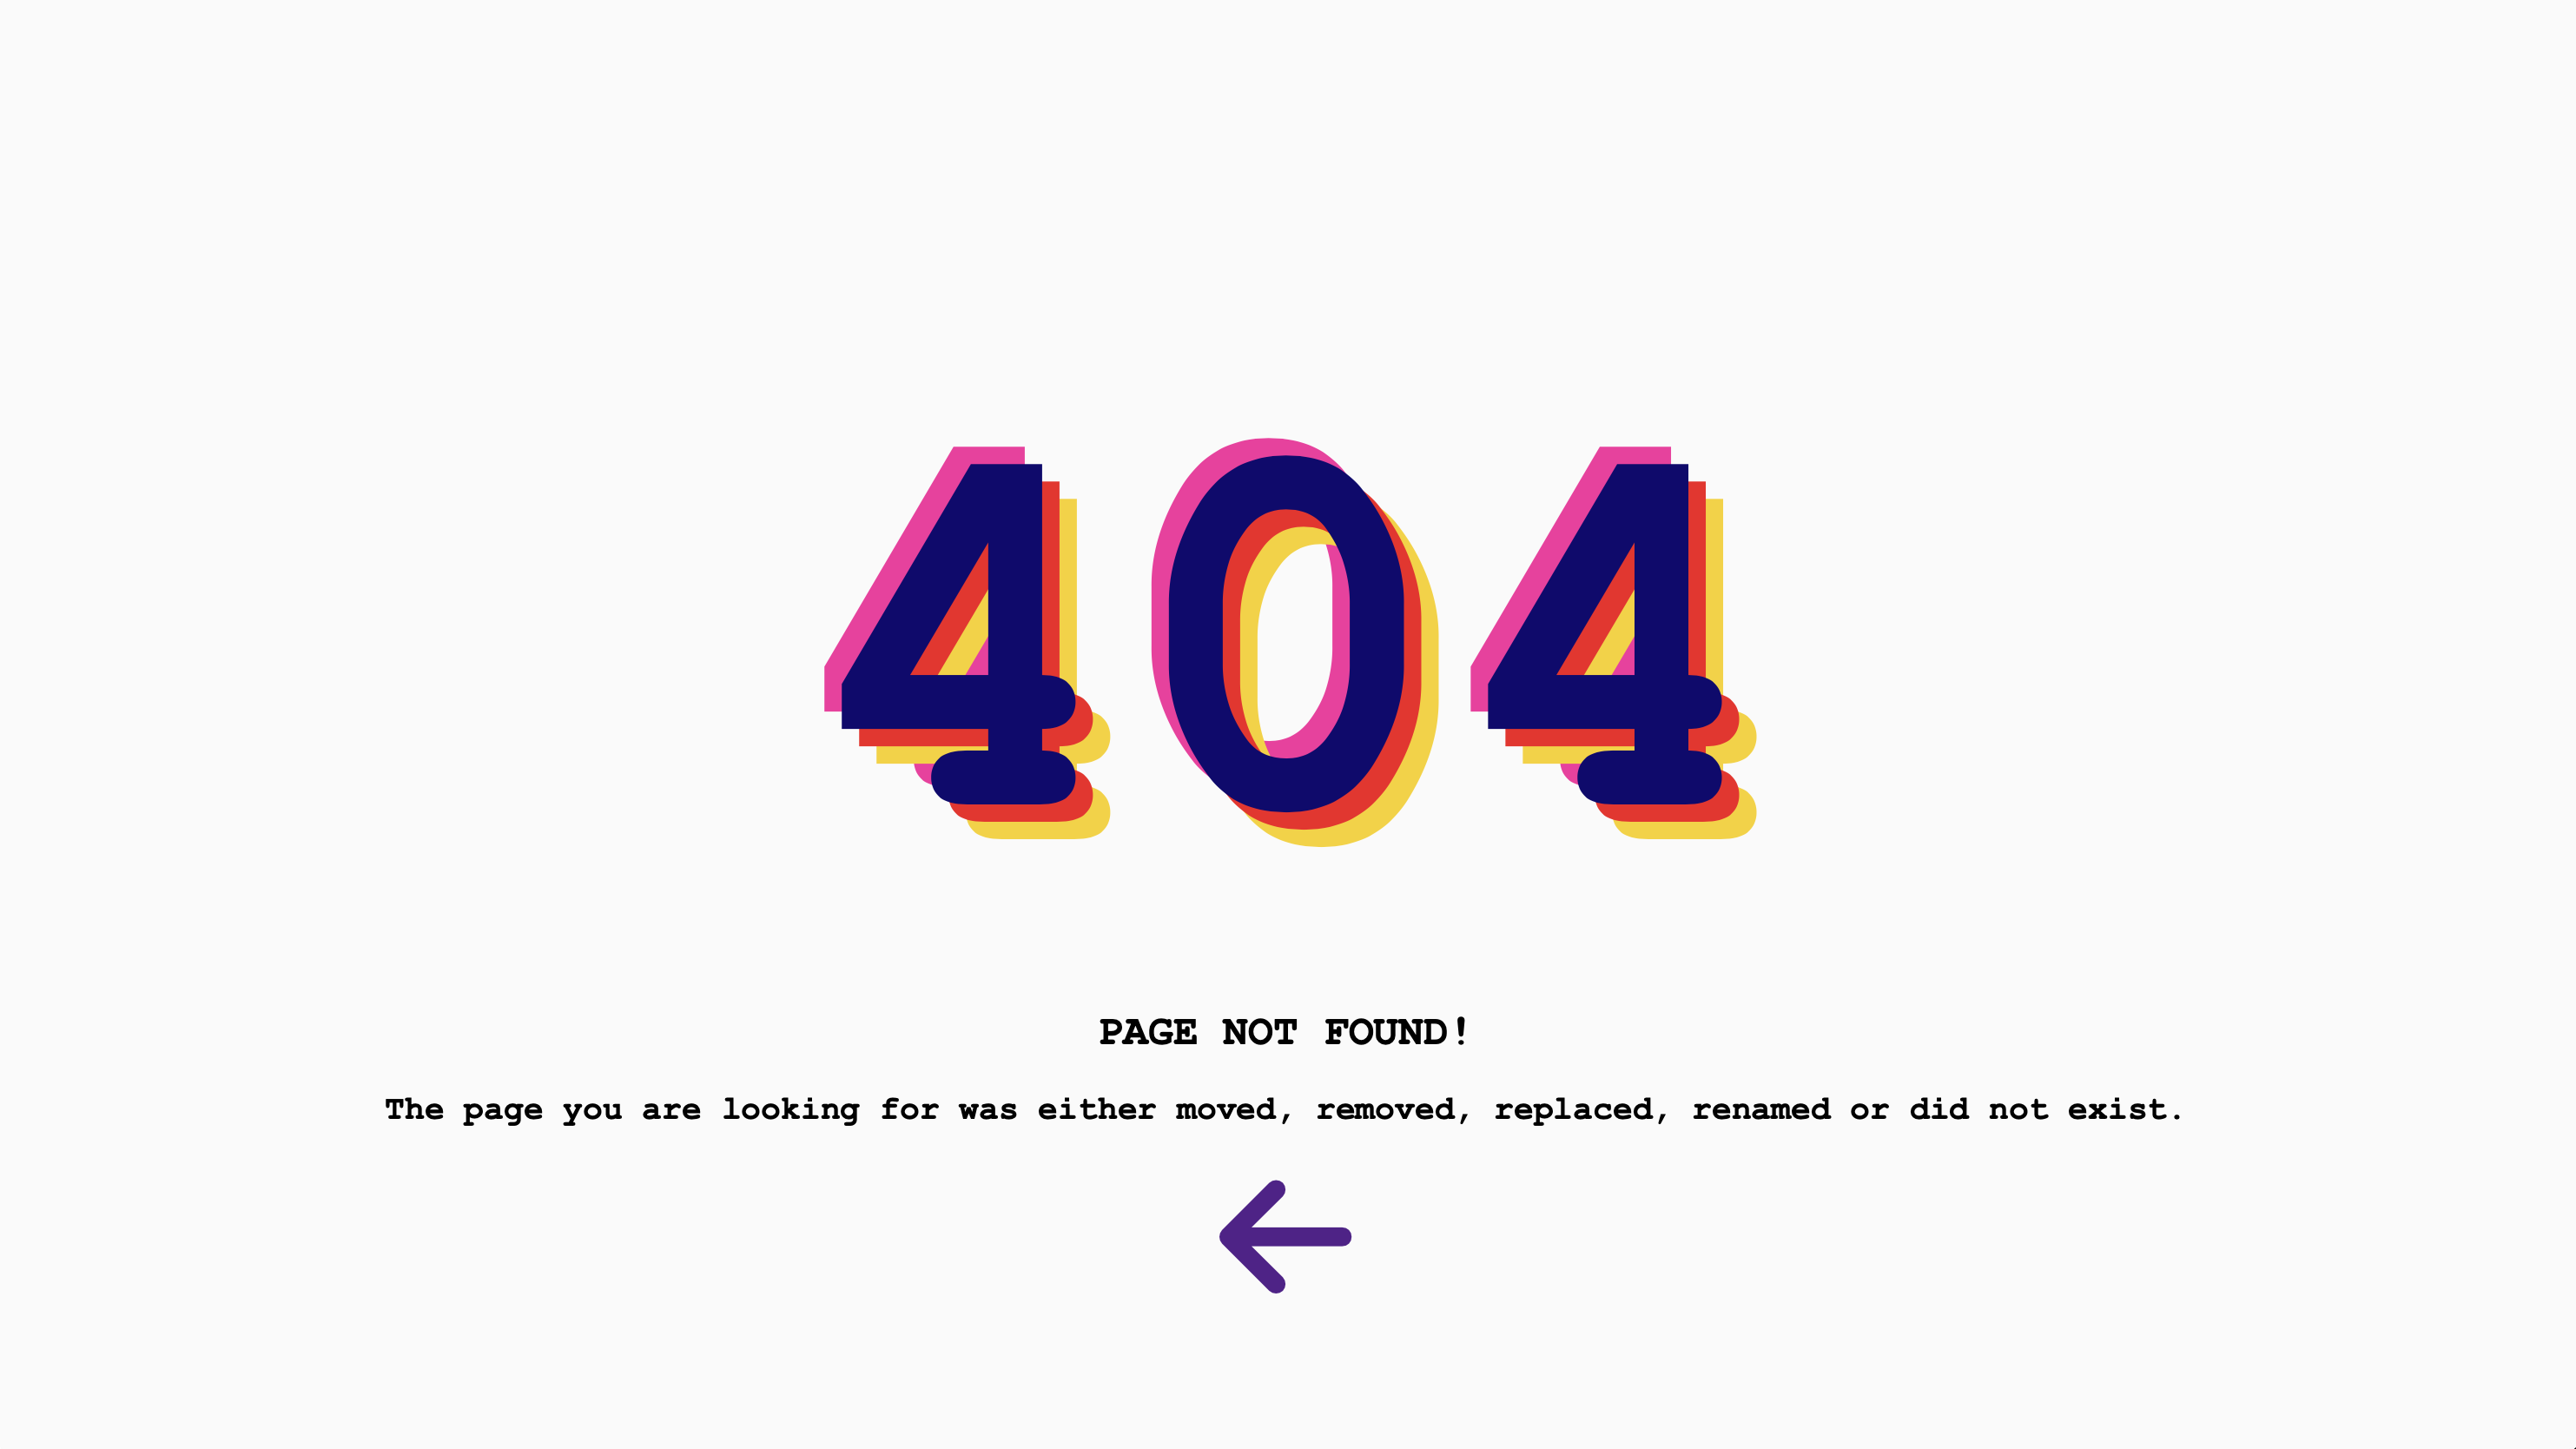 404
PAGE NOT FOUND!
The page you are looking for was either moved, removed, replaced, renamed or did not exist.